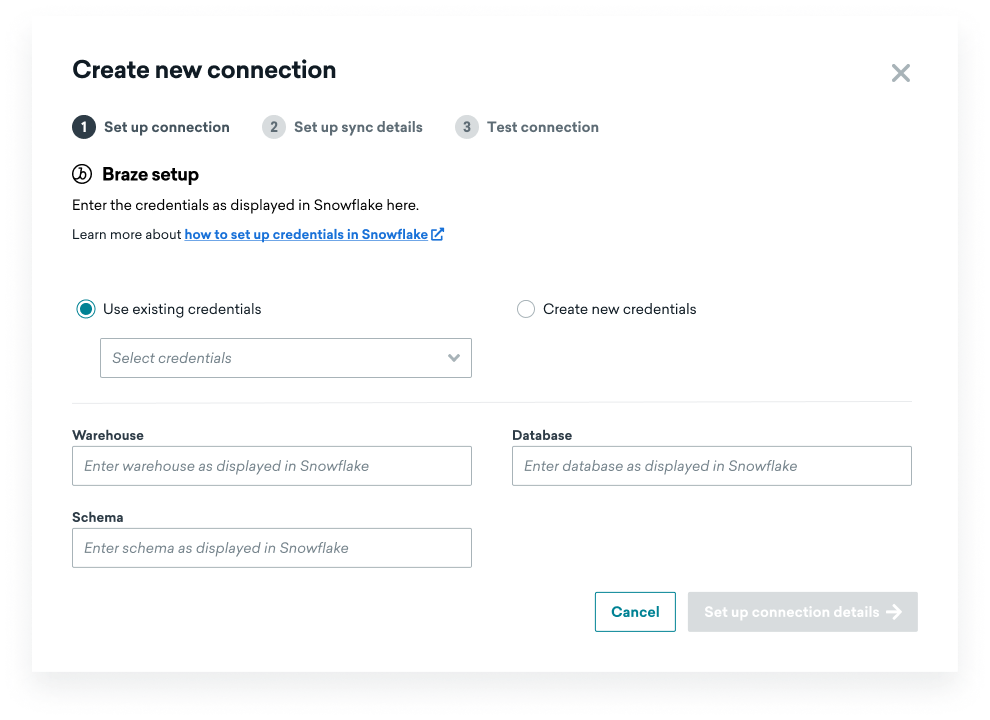 Create new connection
1 Set up connection 2 Set up sync details 3 Test connection
Braze setup
Enter the credentials as displayed in Snowflake here.
Learn more about how to set up credentials in Snowflake
Use existing credentials Create new credentials
Select credentials
Warehouse Database
Enter warehouse as displayed in Snowflake Enter database as displayed in Snowflake
Schema
Enter schema as displayed in Snowflake
Cancel Set up connection details